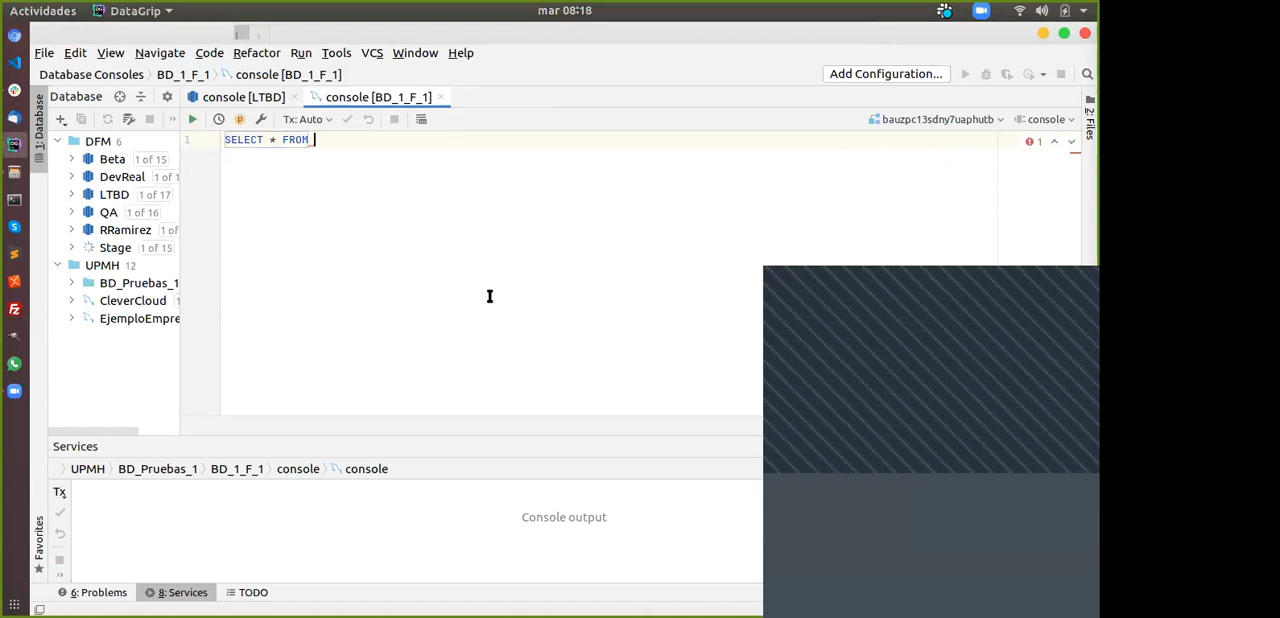 Actividades DataGrip mar 08:18
File Edit View Navigate Code Refactor Run Tools VCS Window Help
Database Consoles BD_1_F_1 console [BD_1_F_1] Add Configuration...
1: Database Database console [LTBD] console [BD_1_F_1] 2: Files
Tx: Auto bauzpc13sdny7uaphutb console
DFM 6
1 SELECT * FROM 1
Beta 1 of 15
DevReal 1 of 1
LTBD 1 of 17
QA 1 of 16
RRamirez 1 of
Stage 1 of 15
UPMH 12
BD_Pruebas_1
CleverCloud 1
EjemploEmpre
Services
UPMH BD_Pruebas_1 BD_1_F_1 console console
Tx
Console output
Favorites
6: Problems 8: Services TODO